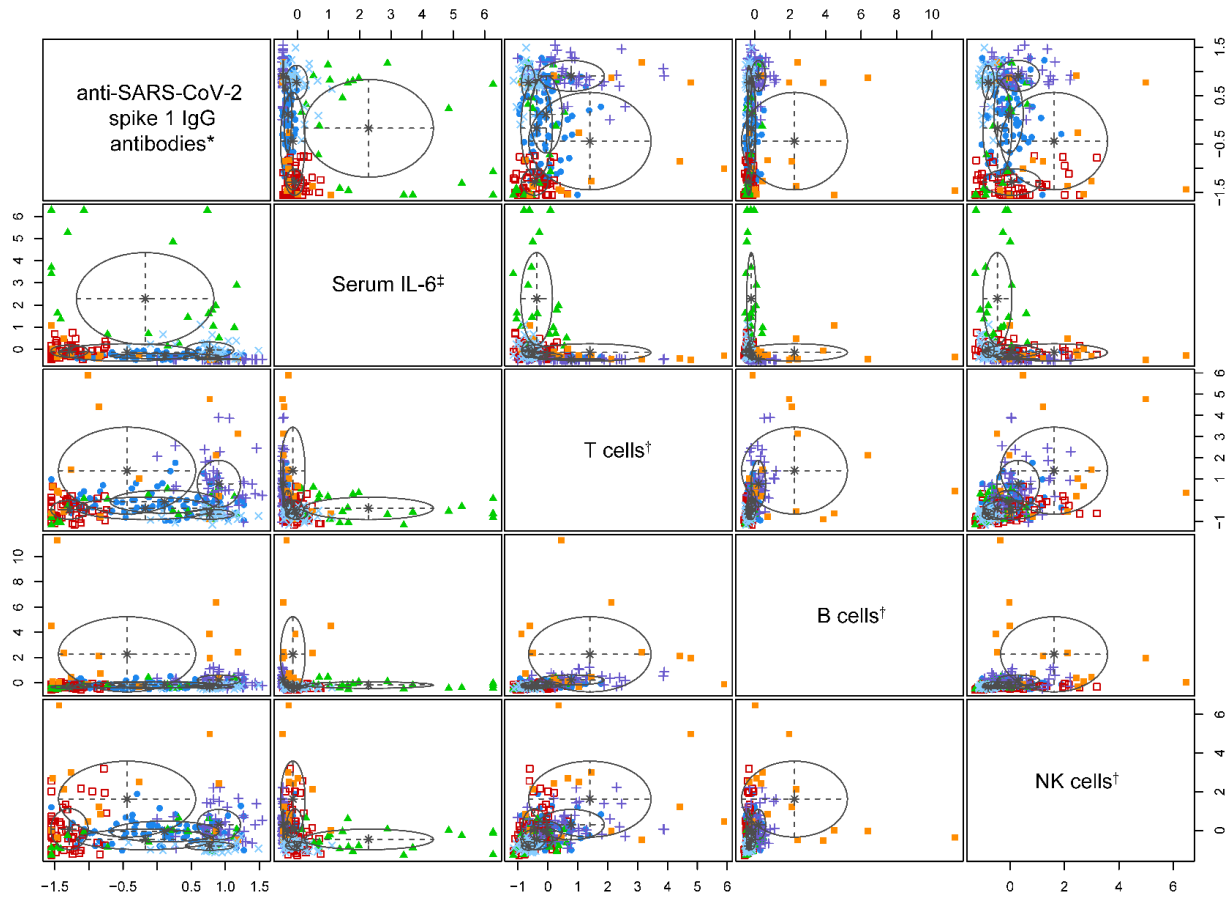 0 1 2 3 4 5 6
0 2 4 6 10
anti-SARS-CoV-2
spike 1 IgG
antibodies*
−1.5 −0.5 0.5 1.5
0 1 2 3 4 5 6
Serum IL-6‡
T cells†
−1 0 1 2 3 4 5 6
0 2 4 6 8 10
B cells†
NK cells†
0 2 4 6
−1.5 −0.5 0.5 1.0 1.5
−1 0 1 2 3 4 5 6
0 2 4 6